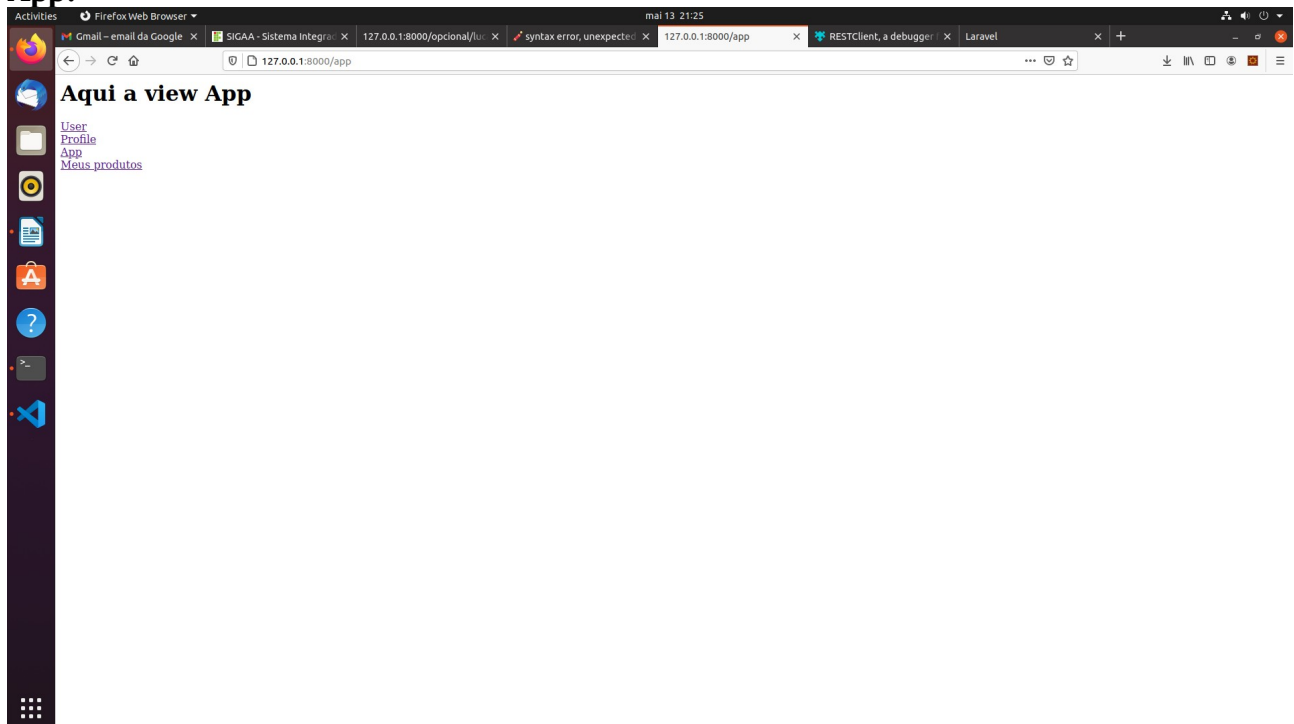 App:
Activities Firefox Web Browser mai 13 21:25
Gmail – email da Google SIGAA - Sistema Integrad 127.0.0.1:8000/opcional/luc syntax error, unexpected 127.0.0.1:8000/app RESTClient, a debugger f Laravel
127.0.0.1:8000/app
Aqui a view App
User
Profile
App
Meus produtos